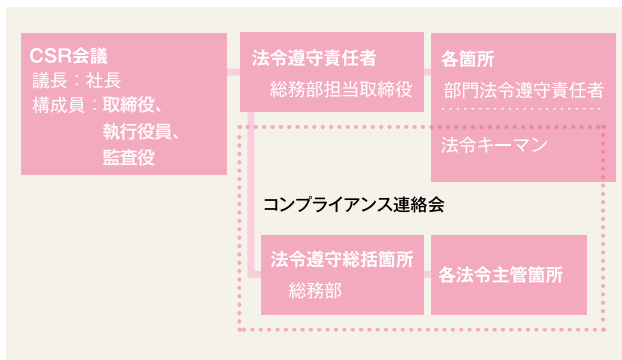 CSR会議
議長：社長
構成員：取締役、
執行役員、
監査役
法令遵守責任者
総務部担当取締役
各箇所
部門法令遵守責任者
法令キーマン
コンプライアンス連絡会
法令遵守総括箇所
総務部
各法令主管箇所